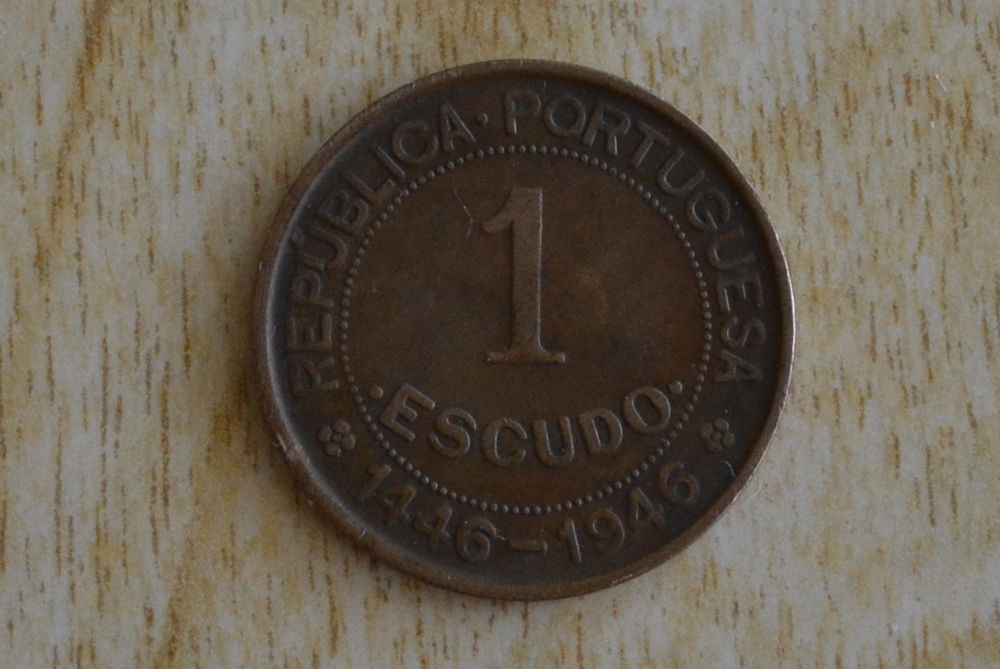 REPÚBLICA · PORTUGUESA
1
· ESCUDO ·
1446-1946